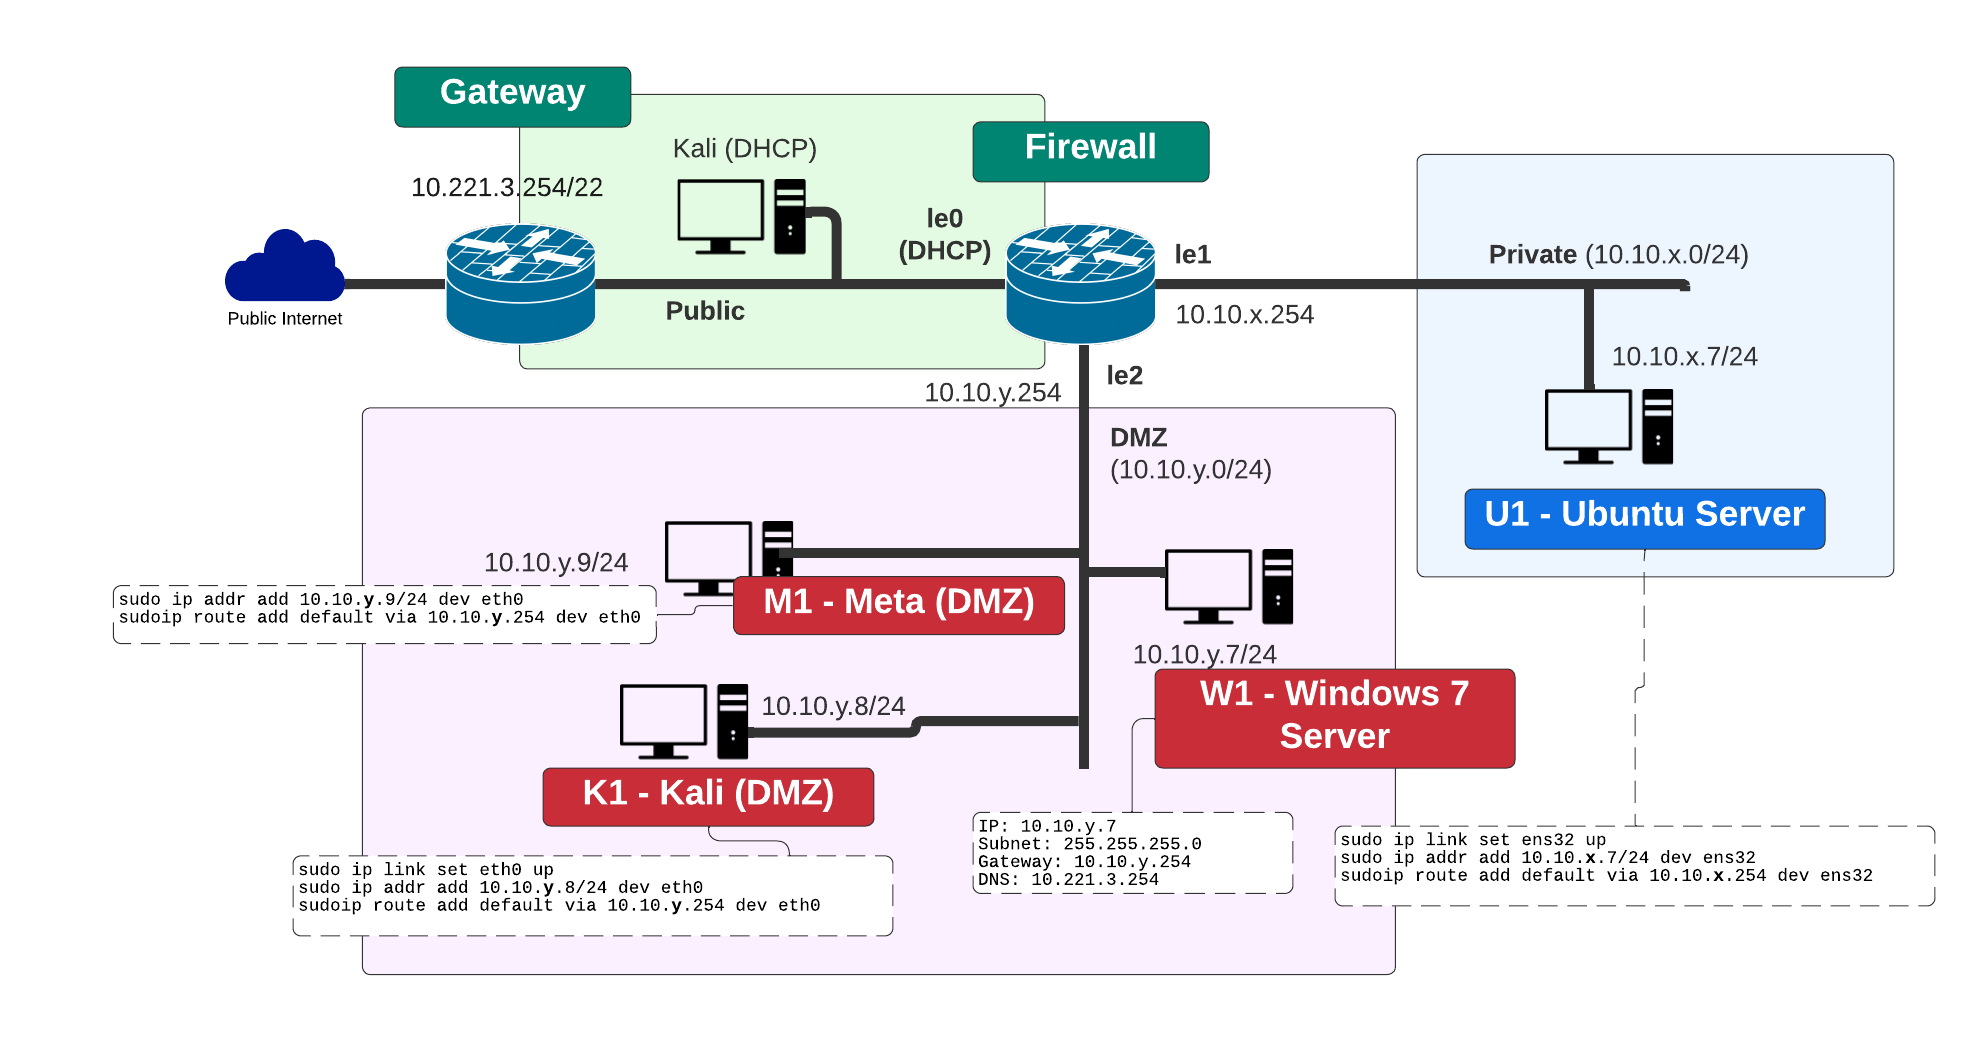 Gateway
Kali (DHCP)
Firewall
10.221.3.254/22
le0
(DHCP)
le1
Private (10.10.x.0/24)
Public Internet
Public
10.10.x.254
10.10.x.7/24
le2
10.10.y.254
DMZ
(10.10.y.0/24)
U1 - Ubuntu Server
10.10.y.9/24
sudo ip addr add 10.10.y.9/24 dev eth0
sudoip route add default via 10.10.y.254 dev eth0
M1 - Meta (DMZ)
10.10.y.7/24
W1 - Windows 7
Server
10.10.y.8/24
K1 - Kali (DMZ)
IP: 10.10.y.7
Subnet: 255.255.255.0
Gateway: 10.10.y.254
DNS: 10.221.3.254
sudo ip link set ens32 up
sudo ip addr add 10.10.x.7/24 dev ens32
sudoip route add default via 10.10.x.254 dev ens32
sudo ip link set eth0 up
sudo ip addr add 10.10.y.8/24 dev eth0
sudoip route add default via 10.10.y.254 dev eth0